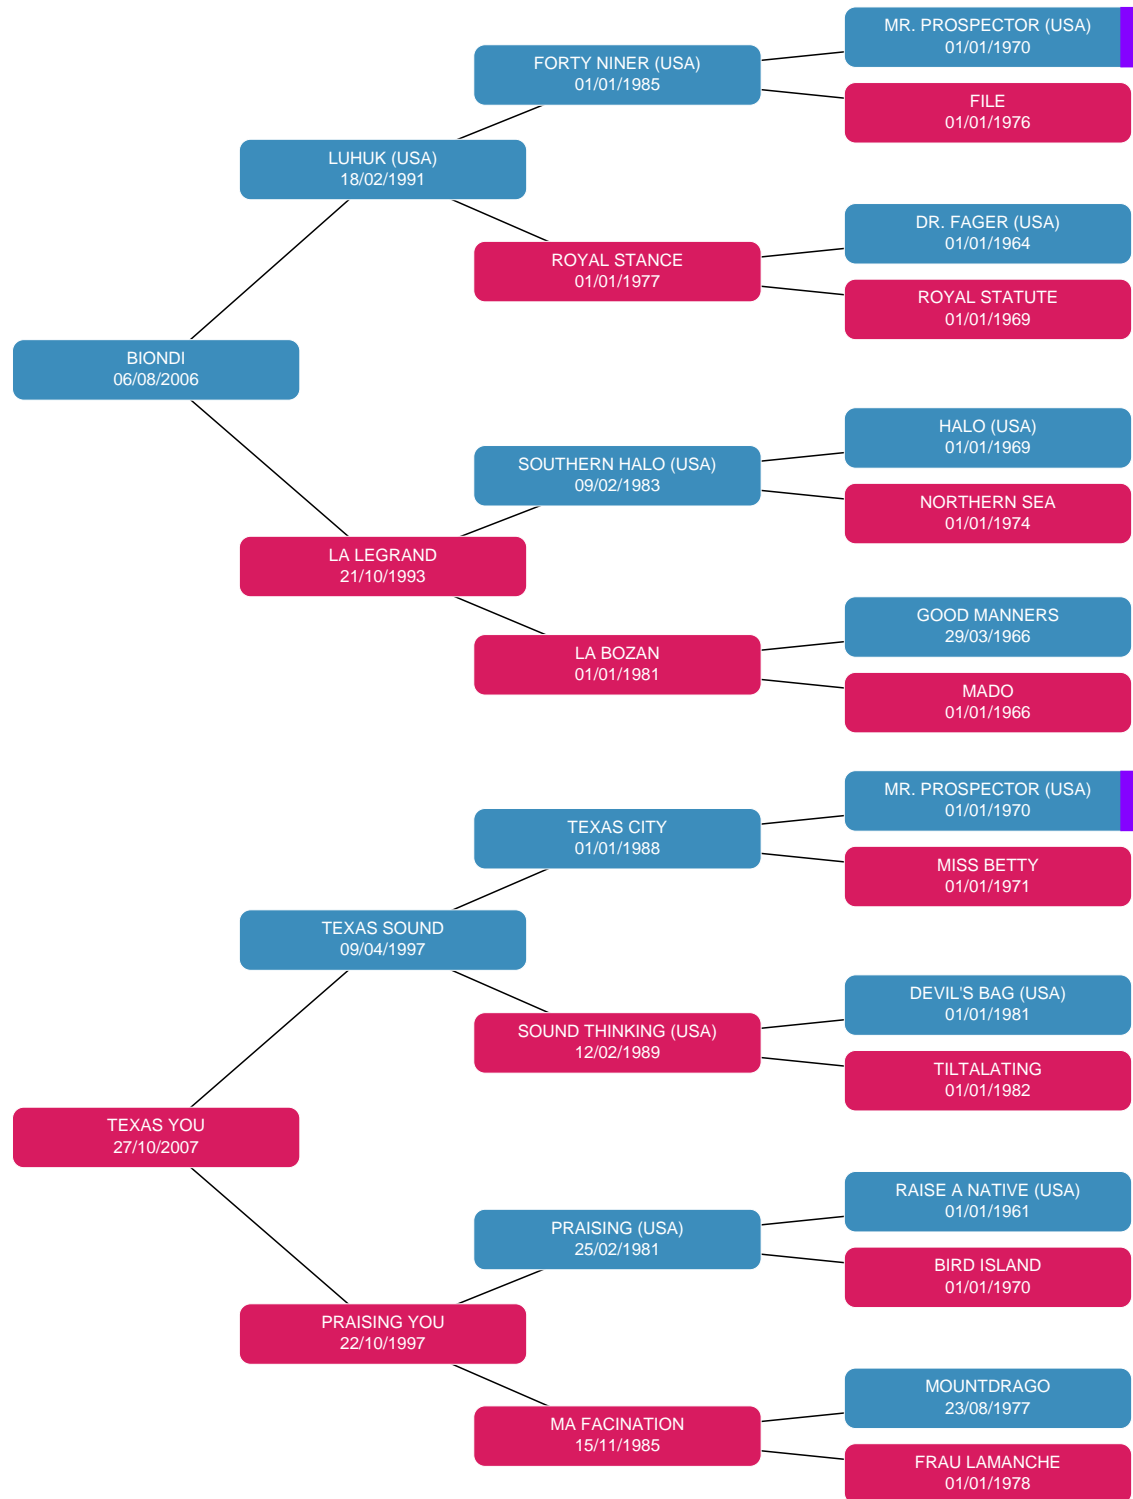 MR. PROSPECTOR (USA)
01/01/1970
FORTY NINER (USA)
01/01/1985
FILE
01/01/1976
LUHUK (USA)
18/02/1991
DR. FAGER (USA)
01/01/1964
ROYAL STANCE
01/01/1977
ROYAL STATUTE
01/01/1969
BIONDI
06/08/2006
HALO (USA)
01/01/1969
SOUTHERN HALO (USA)
09/02/1983
NORTHERN SEA
01/01/1974
LA LEGRAND
21/10/1993
GOOD MANNERS
29/03/1966
LA BOZAN
01/01/1981
MADO
01/01/1966
MR. PROSPECTOR (USA)
01/01/1970
TEXAS CITY
01/01/1988
MISS BETTY
01/01/1971
TEXAS SOUND
09/04/1997
DEVIL'S BAG (USA)
01/01/1981
SOUND THINKING (USA)
12/02/1989
TILTALATING
01/01/1982
TEXAS YOU
27/10/2007
RAISE A NATIVE (USA)
01/01/1961
PRAISING (USA)
25/02/1981
BIRD ISLAND
01/01/1970
PRAISING YOU
22/10/1997
MOUNTDRAGO
23/08/1977
MA FACINATION
15/11/1985
FRAU LAMANCHE
01/01/1978